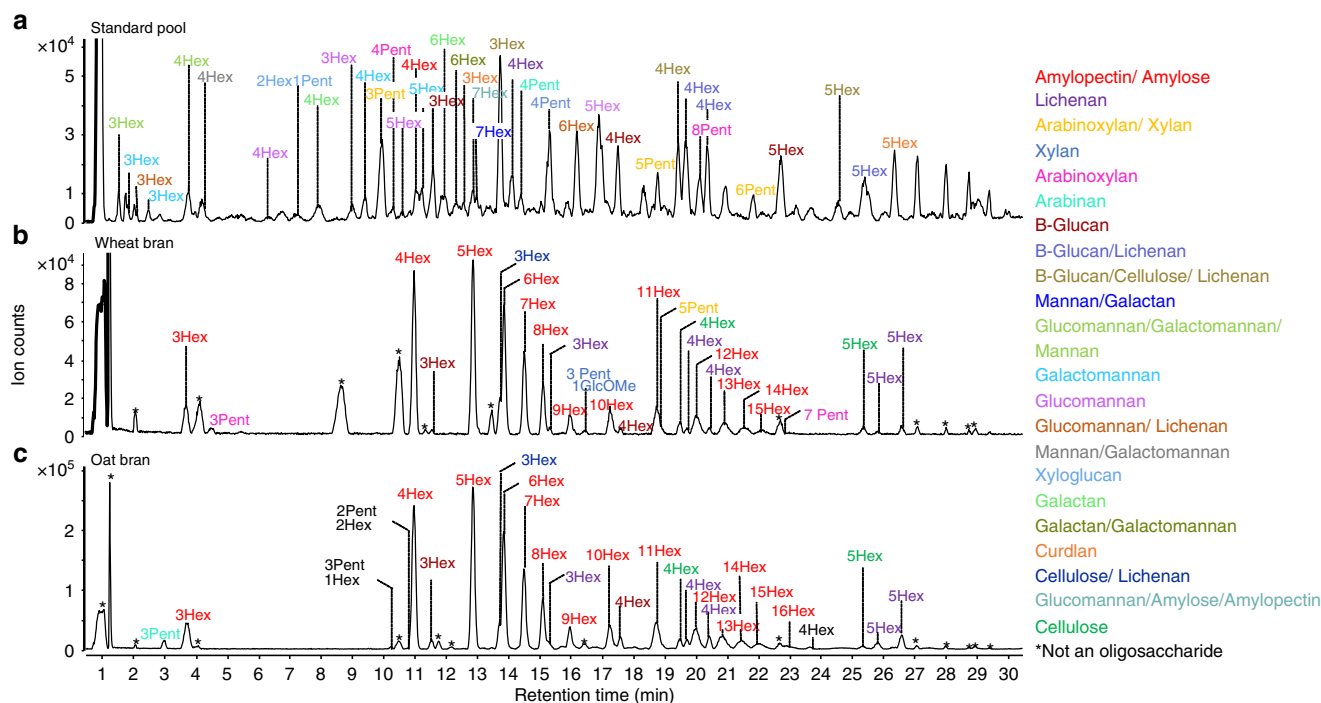 a
Standard pool
×10⁴
5
3
1
0
3Hex
3Hex
3Hex
3Hex
4Hex
4Hex
4Hex
2Hex1Pent
4Hex
3Hex
4Hex
4Pent
3Pent
5Hex
4Hex
5Hex
6Hex
3Hex
6Hex
3Hex
7Hex
7Hex
3Hex
4Hex
4Pent
4Pent
6Hex
5Hex
4Hex
5Pent
4Hex
4Hex
4Hex
8Pent
6Pent
5Hex
5Hex
5Hex
5Hex
b
Wheat bran
×10⁴
8
6
4
2
0
Ion counts
*
3Hex
*
3Pent
*
*
4Hex
*
3Hex
5Hex
*
3Hex
6Hex
7Hex
8Hex
3Hex
9Hex
3 Pent
1GlcOMe
10Hex
4Hex
11Hex
5Pent
4Hex
4Hex
12Hex
4Hex
13Hex
14Hex
15Hex
*
7 Pent
5Hex
5Hex
5Hex
*
*
*
*
c
Oat bran
×10⁵
2
1
0
*
*
*
3Pent
3Hex
*
3Pent
1Hex
2Pent
2Hex
*
4Hex
3Hex
*
*
5Hex
3Hex
6Hex
7Hex
8Hex
3Hex
9Hex
*
10Hex
4Hex
11Hex
4Hex
4Hex
12Hex
4Hex
13Hex
14Hex
15Hex
*
16Hex
4Hex
5Hex
5Hex
5Hex
*
*
*
*
*
1 2 3 4 5 6 7 8 9 10 11 12 13 14 15 16 17 18 19 20 21 22 23 24 25 26 27 28 29 30
Retention time (min)
Amylopectin/ Amylose
Lichenan
Arabinoxylan/ Xylan
Xylan
Arabinoxylan
Arabinan
B-Glucan
B-Glucan/Lichenan
B-Glucan/Cellulose/ Lichenan
Mannan/Galactan
Glucomannan/Galactomannan/
Mannan
Galactomannan
Glucomannan
Glucomannan/ Lichenan
Mannan/Galactomannan
Xyloglucan
Galactan
Galactan/Galactomannan
Curdlan
Cellulose/ Lichenan
Glucomannan/Amylose/Amylopectin
Cellulose
*Not an oligosaccharide